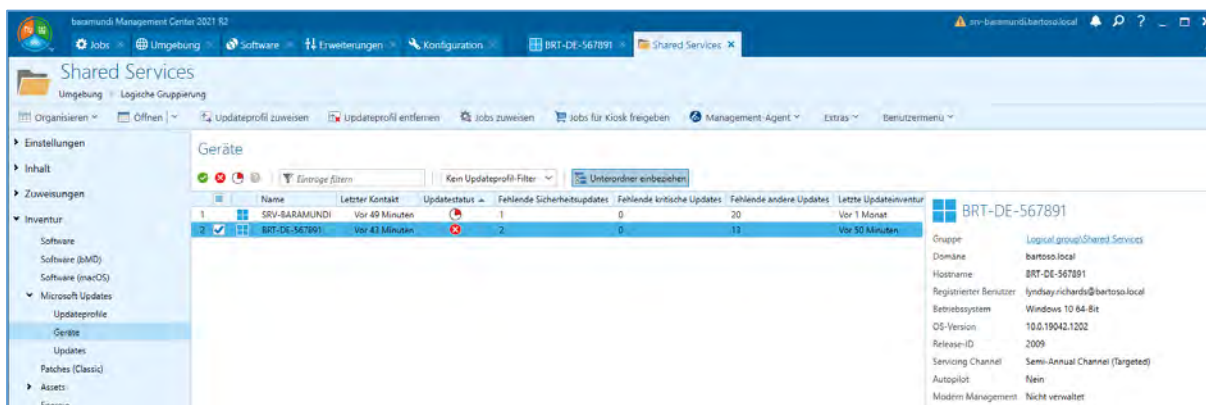 baramundi Management Center 2021 R2
srv-baramundi.bartoso.local
Jobs Umgebung Software Erweiterungen Konfiguration BRT-DE-567891 Shared Services
Shared Services
Umgebung Logische Gruppierung
Organisieren Öffnen Updateprofil zuweisen Updateprofil entfernen Jobs zuweisen Jobs für Kiosk freigeben Management-Agent Extras Benutzermenü
Einstellungen
Inhalt
Zuweisungen
Inventur
Software
Software (bMD)
Software (macOS)
Microsoft Updates
Updateprofile
Geräte
Updates
Patches (Classic)
Assets
Energie
Geräte
Einträge filtern Kein Updateprofil-Filter Unterordner einbeziehen
Name Letzter Kontakt Updatestatus Fehlende Sicherheitsupdates Fehlende kritische Updates Fehlende andere Updates Letzte Updateinventur
1 SRV-BARAMUNDI Vor 49 Minuten 1 0 20 Vor 1 Monat
2 BRT-DE-567891 Vor 43 Minuten 2 0 13 Vor 50 Minuten
BRT-DE-567891
Gruppe Logical group\Shared Services
Domäne bartoso.local
Hostname BRT-DE-567891
Registrierter Benutzer lyndsay.richards@bartoso.local
Betriebssystem Windows 10 64-Bit
OS-Version 10.0.19042.1202
Release-ID 2009
Servicing Channel Semi-Annual Channel (Targeted)
Autopilot Nein
Modern Management Nicht verwaltet